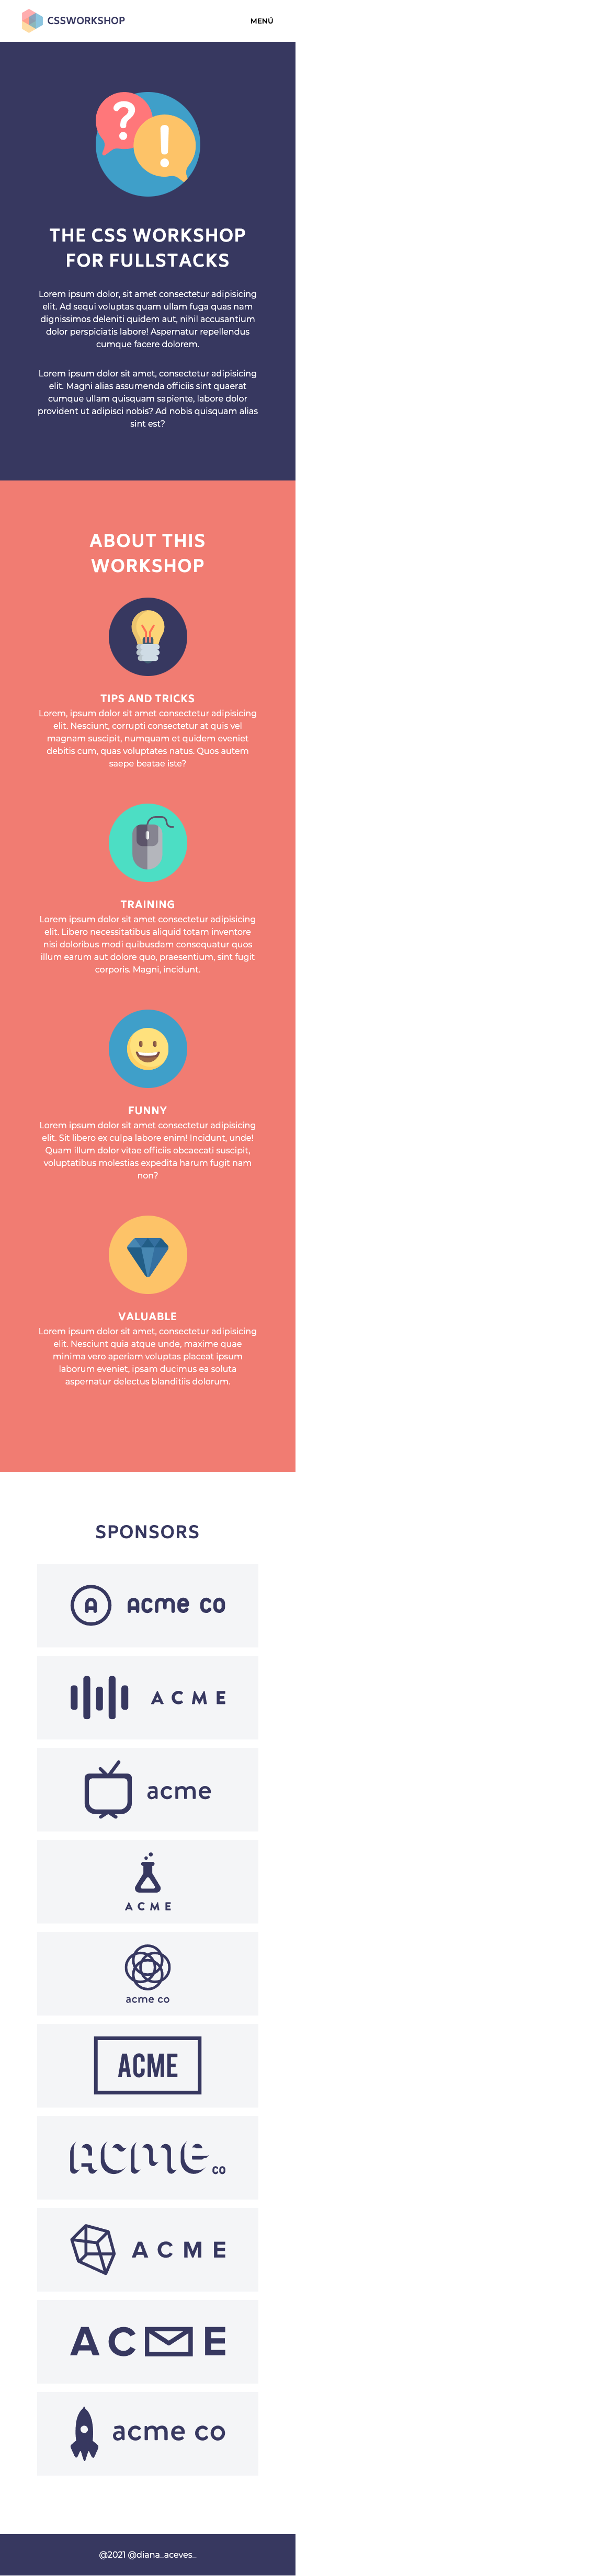 CSSWORKSHOP
MENÚ
?
!
THE CSS WORKSHOP
FOR FULLSTACKS
Lorem ipsum dolor, sit amet consectetur adipisicing
elit. Ad sequi voluptas quam ullam fuga quas nam
dignissimos deleniti quidem aut, nihil accusantium
dolor perspiciatis labore! Aspernatur repellendus
cumque facere dolorem.
Lorem ipsum dolor sit amet, consectetur adipisicing
elit. Magni alias assumenda officiis sint quaerat
cumque ullam quisquam sapiente, labore dolor
provident ut adipisci nobis? Ad nobis quisquam alias
sint est?
ABOUT THIS
WORKSHOP
TIPS AND TRICKS
Lorem, ipsum dolor sit amet consectetur adipisicing
elit. Nesciunt, corrupti consectetur at quis vel
magnam suscipit, numquam et quidem eveniet
debitis cum, quas voluptates natus. Quos autem
saepe beatae iste?
TRAINING
Lorem ipsum dolor sit amet consectetur adipisicing
elit. Libero necessitatibus aliquid totam inventore
nisi doloribus modi quibusdam consequatur quos
illum earum aut dolore quo, praesentium, sint fugit
corporis. Magni, incidunt.
FUNNY
Lorem ipsum dolor sit amet consectetur adipisicing
elit. Sit libero ex culpa labore enim! Incidunt, unde!
Quam illum dolor vitae officiis obcaecati suscipit,
voluptatibus molestias expedita harum fugit nam
non?
VALUABLE
Lorem ipsum dolor sit amet, consectetur adipisicing
elit. Nesciunt quia atque unde, maxime quae
minima vero aperiam voluptas placeat ipsum
laborum eveniet, ipsam ducimus ea soluta
aspernatur delectus blanditiis dolorum.
SPONSORS
A acme co
ACME
acme
ACME
acme co
ACME
acme co
ACME
AC E
acme co
@2021 @diana_aceves_